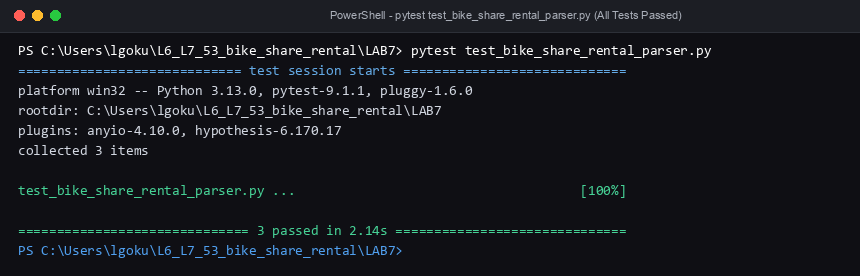 PowerShell - pytest test_bike_share_rental_parser.py (All Tests Passed)
PS C:\Users\lgoku\L6_L7_53_bike_share_rental\LAB7> pytest test_bike_share_rental_parser.py
============================= test session starts =============================
platform win32 -- Python 3.13.0, pytest-9.1.1, pluggy-1.6.0
rootdir: C:\Users\lgoku\L6_L7_53_bike_share_rental\LAB7
plugins: anyio-4.10.0, hypothesis-6.170.17
collected 3 items
test_bike_share_rental_parser.py ... [100%]
============================== 3 passed in 2.14s ==============================
PS C:\Users\lgoku\L6_L7_53_bike_share_rental\LAB7>